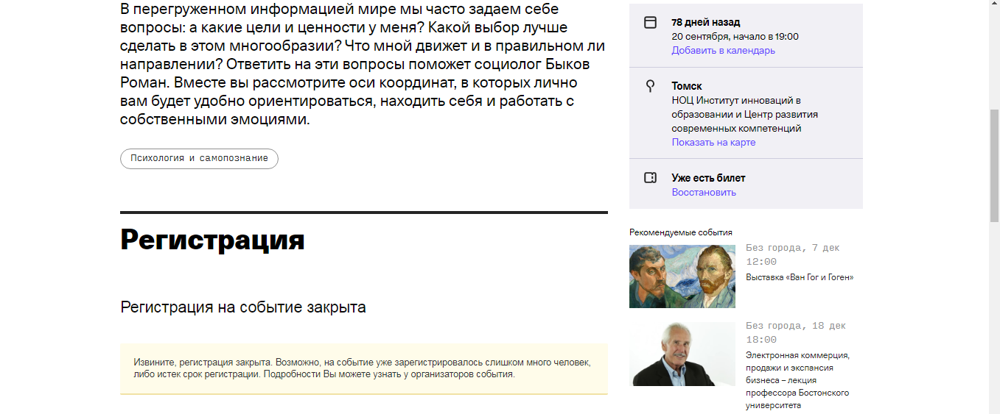 В перегруженном информацией мире мы часто задаем себе
вопросы: а какие цели и ценности у меня? Какой выбор лучше
сделать в этом многообразии? Что мной движет и в правильном ли
направлении? Ответить на эти вопросы поможет социолог Быков
Роман. Вместе вы рассмотрите оси координат, в которых лично
вам будет удобно ориентироваться, находить себя и работать с
собственными эмоциями.
Психология и самопознание
Регистрация
Регистрация на событие закрыта
Извините, регистрация закрыта. Возможно, на событие уже зарегистрировалось слишком много человек,
либо истек срок регистрации. Подробности Вы можете узнать у организаторов события.
78 дней назад
20 сентября, начало в 19:00
Добавить в календарь
Томск
НОЦ Институт инноваций в
образовании и Центр развития
современных компетенций
Показать на карте
Уже есть билет
Восстановить
Рекомендуемые события
Без города, 7 дек
12:00
Выставка «Ван Гог и Гоген»
Без города, 18 дек
18:00
Электронная коммерция,
продажи и экспансия
бизнеса – лекция
профессора Бостонского
университета